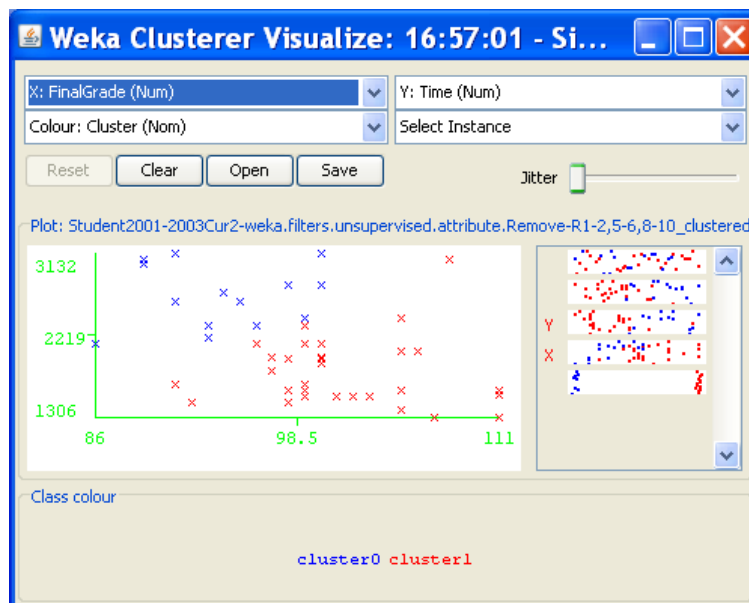 Weka Clusterer Visualize: 16:57:01 - Si...
X: FinalGrade (Num) Y: Time (Num)
Colour: Cluster (Nom) Select Instance
Reset Clear Open Save Jitter
Plot: Student2001-2003Cur2-weka.filters.unsupervised.attribute.Remove-R1-2,5-6,8-10_clustered
3132
2219
1306
86 98.5 111
Y
X
Class colour
cluster0 cluster1